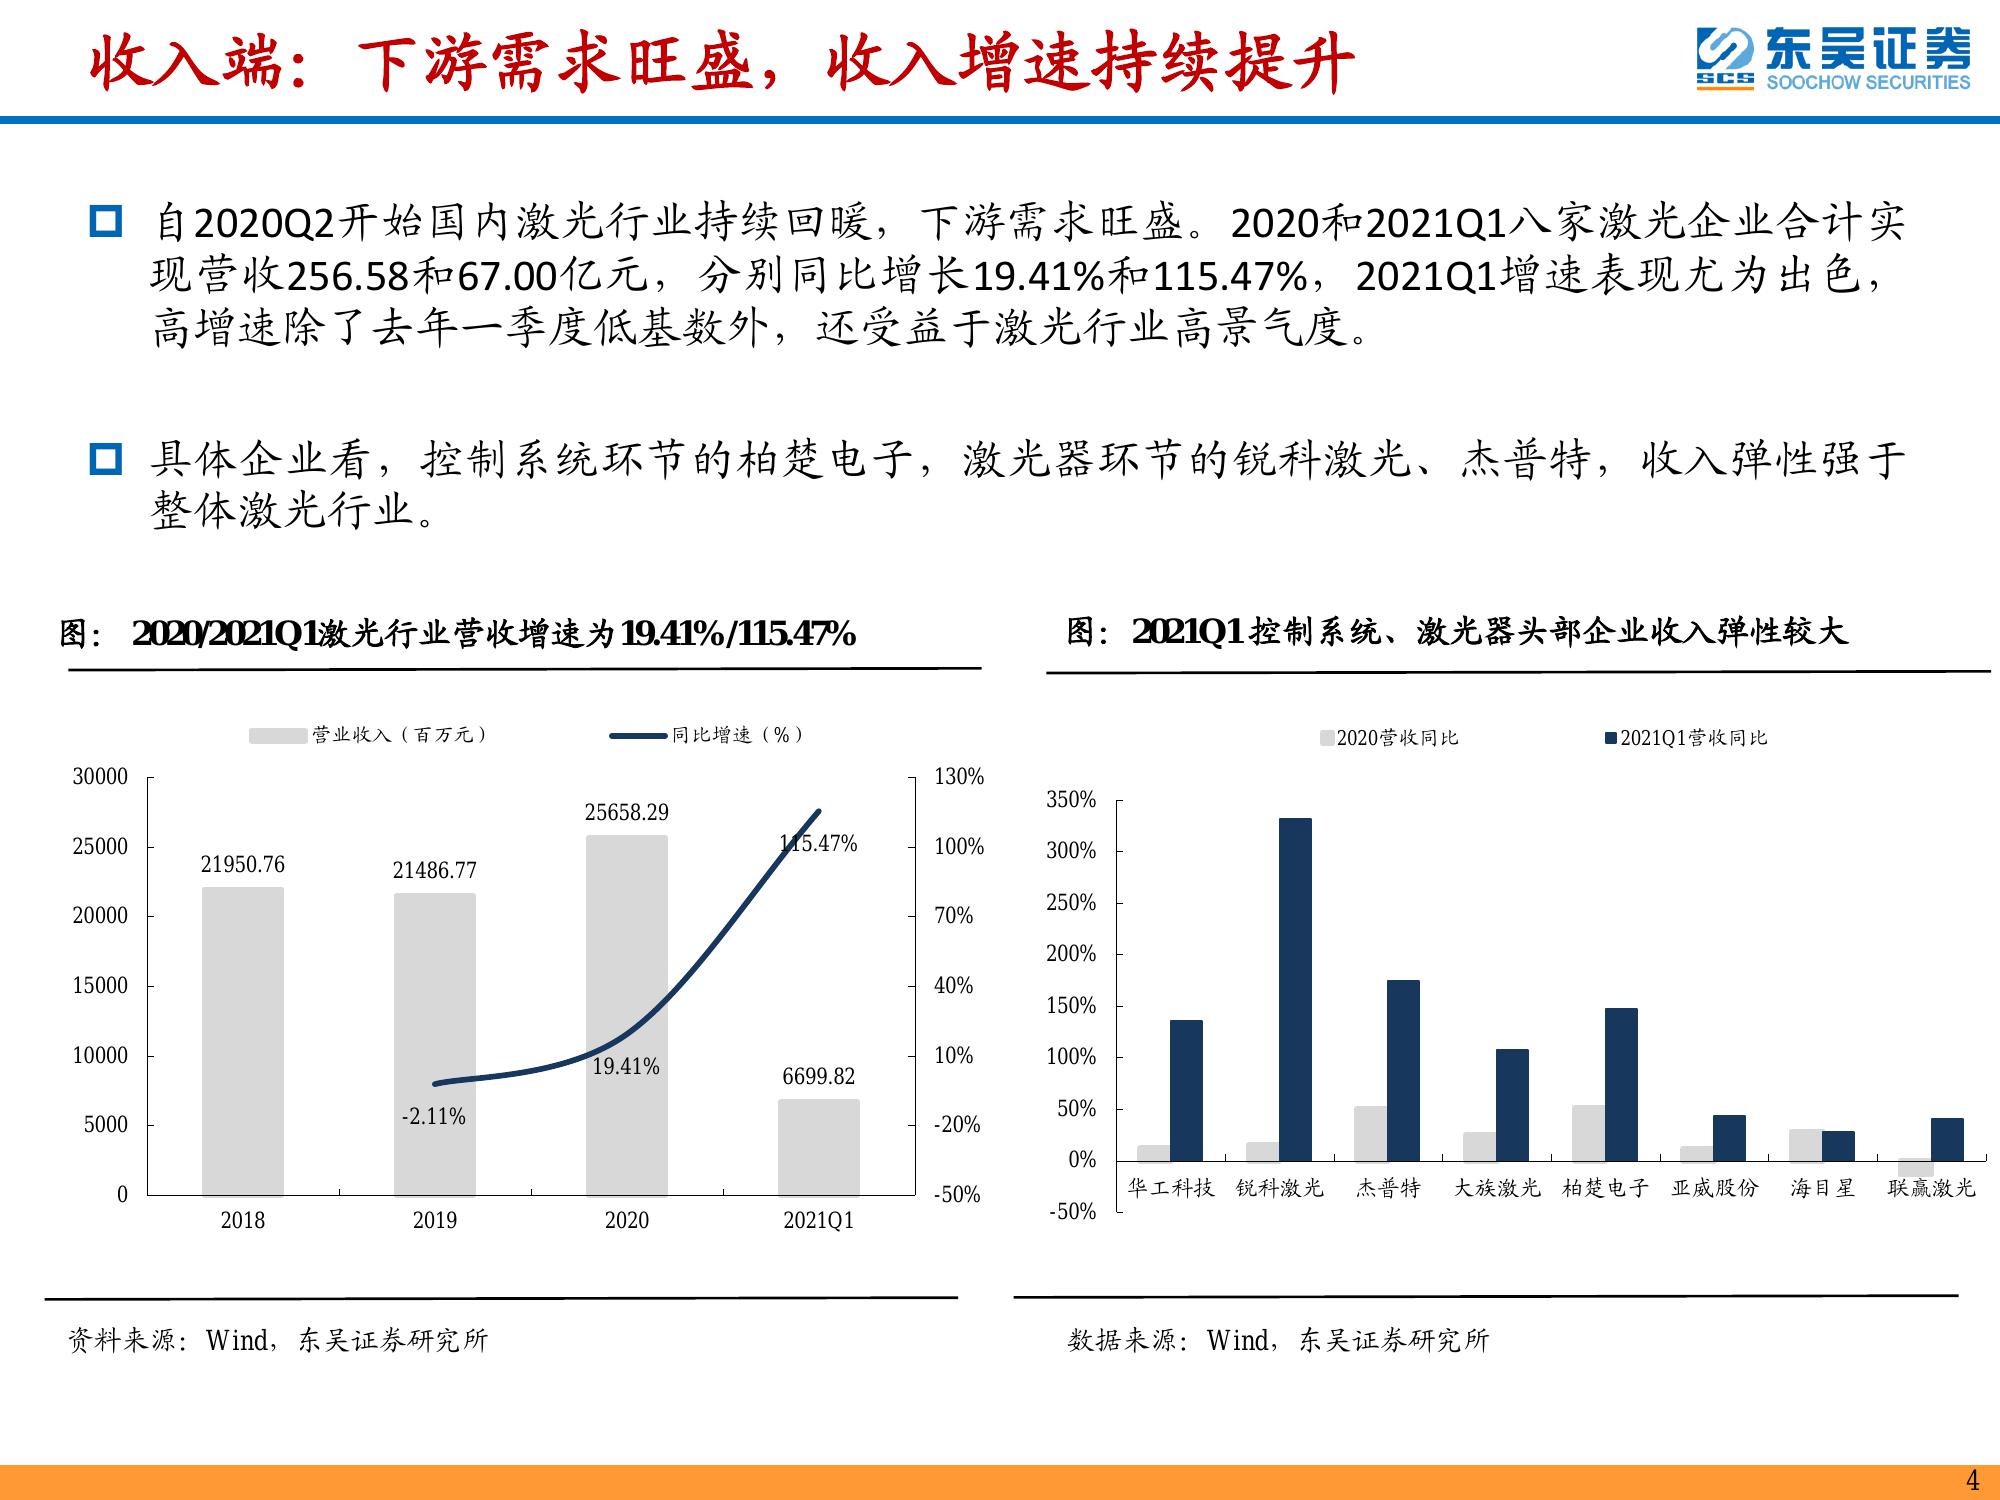 收入端：下游需求旺盛，收入增速持续提升
东吴证券
SCS
SOOCHOW SECURITIES
自2020Q2开始国内激光行业持续回暖，下游需求旺盛。2020和2021Q1八家激光企业合计实
现营收256.58和67.00亿元，分别同比增长19.41%和115.47%，2021Q1增速表现尤为出色，
高增速除了去年一季度低基数外，还受益于激光行业高景气度。
具体企业看，控制系统环节的柏楚电子，激光器环节的锐科激光、杰普特，收入弹性强于
整体激光行业。
图： 2020/2021Q1激光行业营收增速为19.41%/115.47%
营业收入（百万元） 同比增速（%）
30000
25000
20000
15000
10000
5000
0
130%
100%
70%
40%
10%
-20%
-50%
21950.76
21486.77
25658.29
6699.82
-2.11%
19.41%
115.47%
2018 2019 2020 2021Q1
资料来源：Wind，东吴证券研究所
图：2021Q1控制系统、激光器头部企业收入弹性较大
2020营收同比 2021Q1营收同比
350%
300%
250%
200%
150%
100%
50%
0%
-50%
华工科技 锐科激光 杰普特 大族激光 柏楚电子 亚威股份 海目星 联赢激光
数据来源：Wind，东吴证券研究所
4